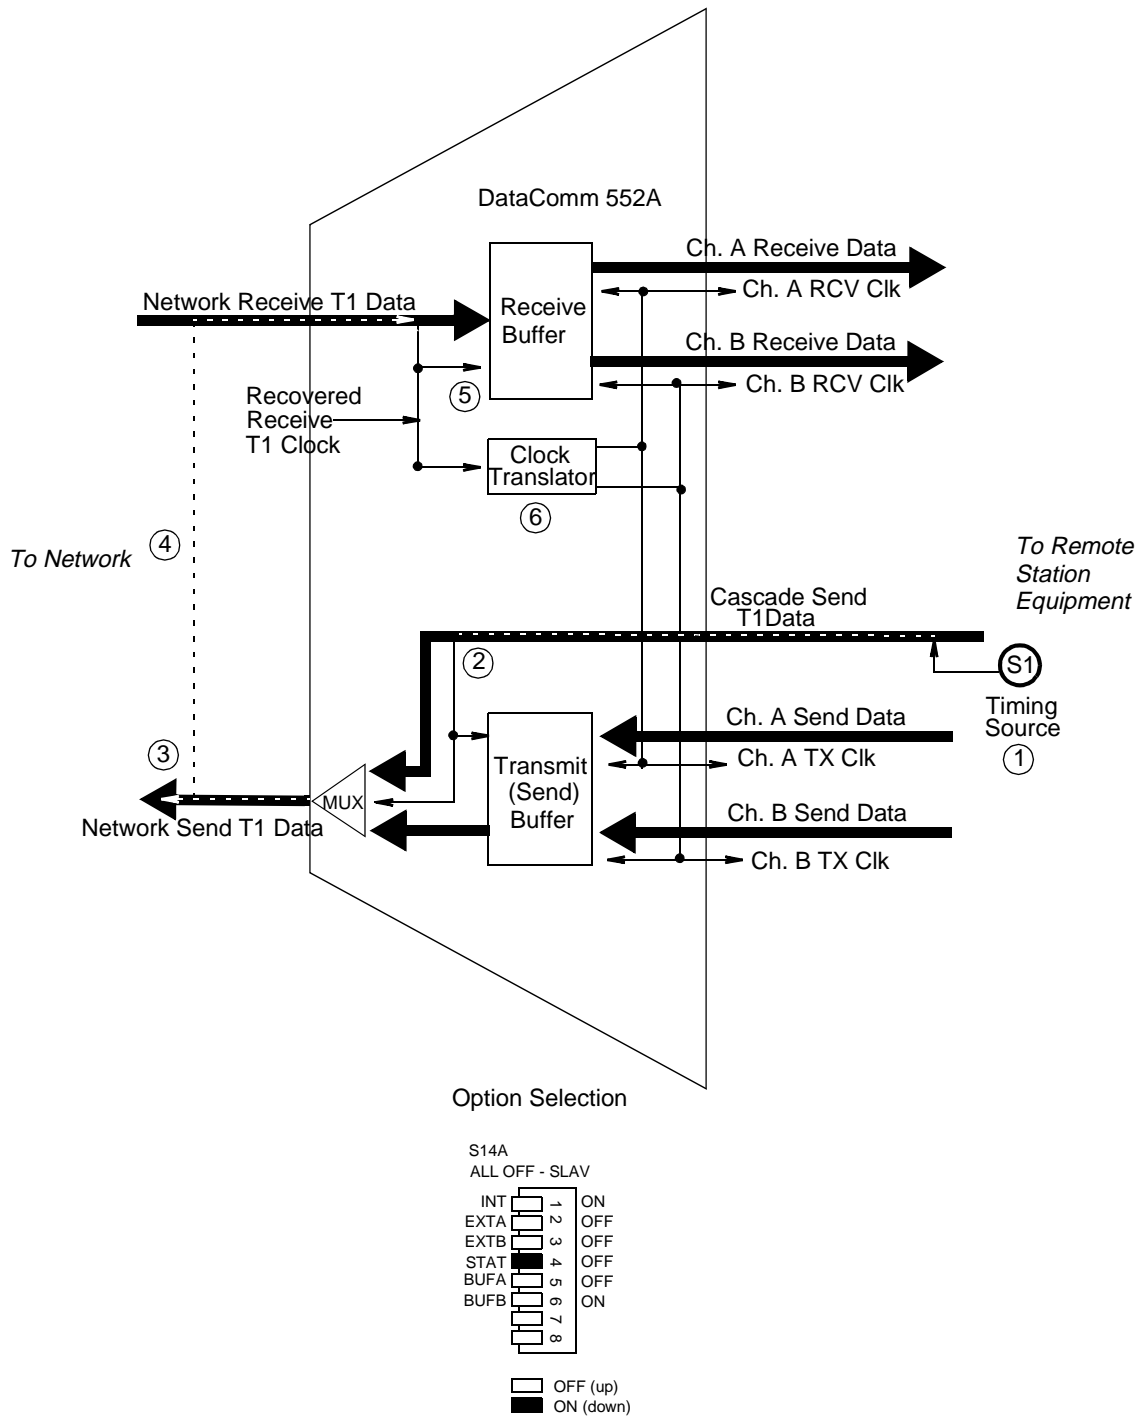 DataComm 552A
Ch. A Receive Data
Network Receive T1 Data
Receive
Buffer
Ch. A RCV Clk
Ch. B Receive Data
5
Ch. B RCV Clk
Recovered
Receive
T1 Clock
Clock
Translator
6
4
To Network
To Remote
Station
Equipment
Cascade Send
T1Data
2
S1
Timing
Source
1
Ch. A Send Data
3
Transmit
(Send)
Buffer
Ch. A TX Clk
MUX
Network Send T1 Data
Ch. B Send Data
Ch. B TX Clk
Option Selection
S14A
ALL OFF - SLAV
INT 1 ON
EXTA 2 OFF
EXTB 3 OFF
STAT 4 OFF
BUFA 5 OFF
BUFB 6 ON
7
8
OFF (up)
ON (down)